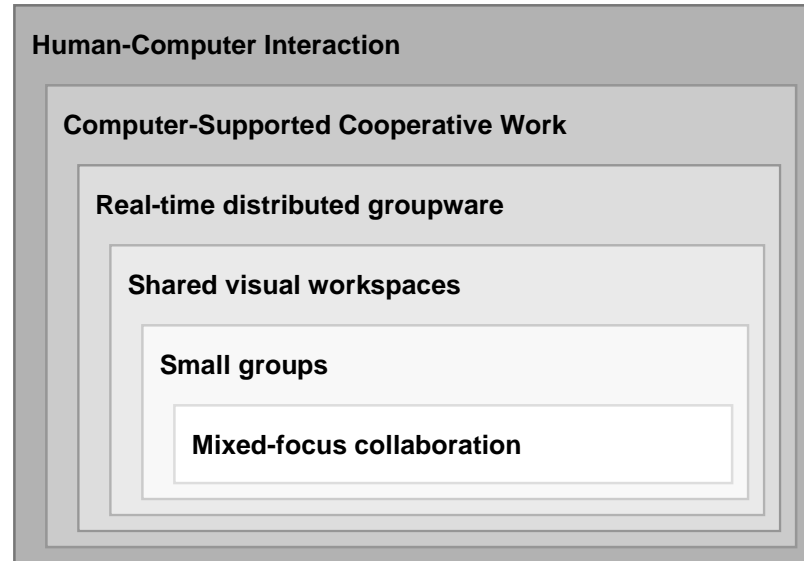 Human-Computer Interaction
Computer-Supported Cooperative Work
Real-time distributed groupware
Shared visual workspaces
Small groups
Mixed-focus collaboration